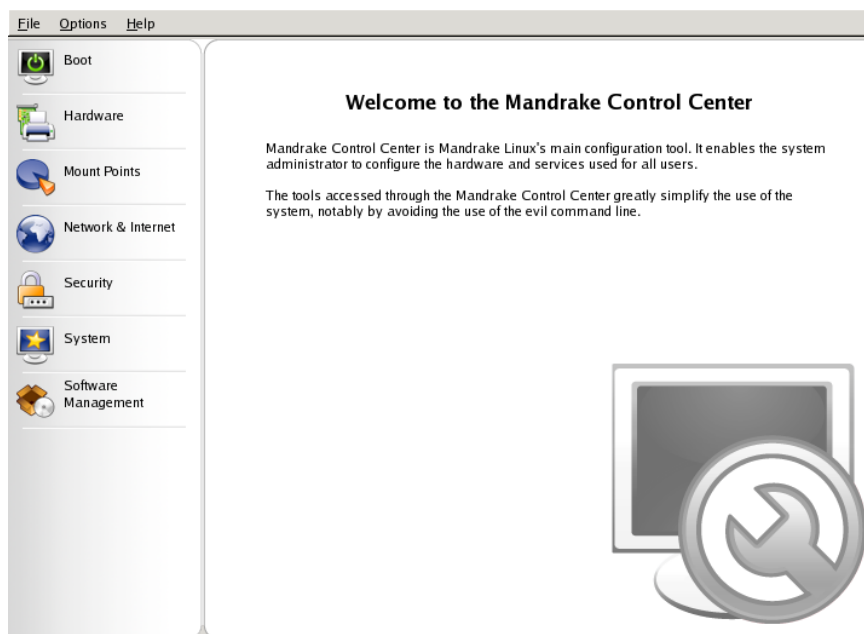 File Options Help
Boot
Hardware
Mount Points
Network & Internet
Security
System
Software
Management
Welcome to the Mandrake Control Center
Mandrake Control Center is Mandrake Linux's main configuration tool. It enables the system
administrator to configure the hardware and services used for all users.
The tools accessed through the Mandrake Control Center greatly simplify the use of the
system, notably by avoiding the use of the evil command line.